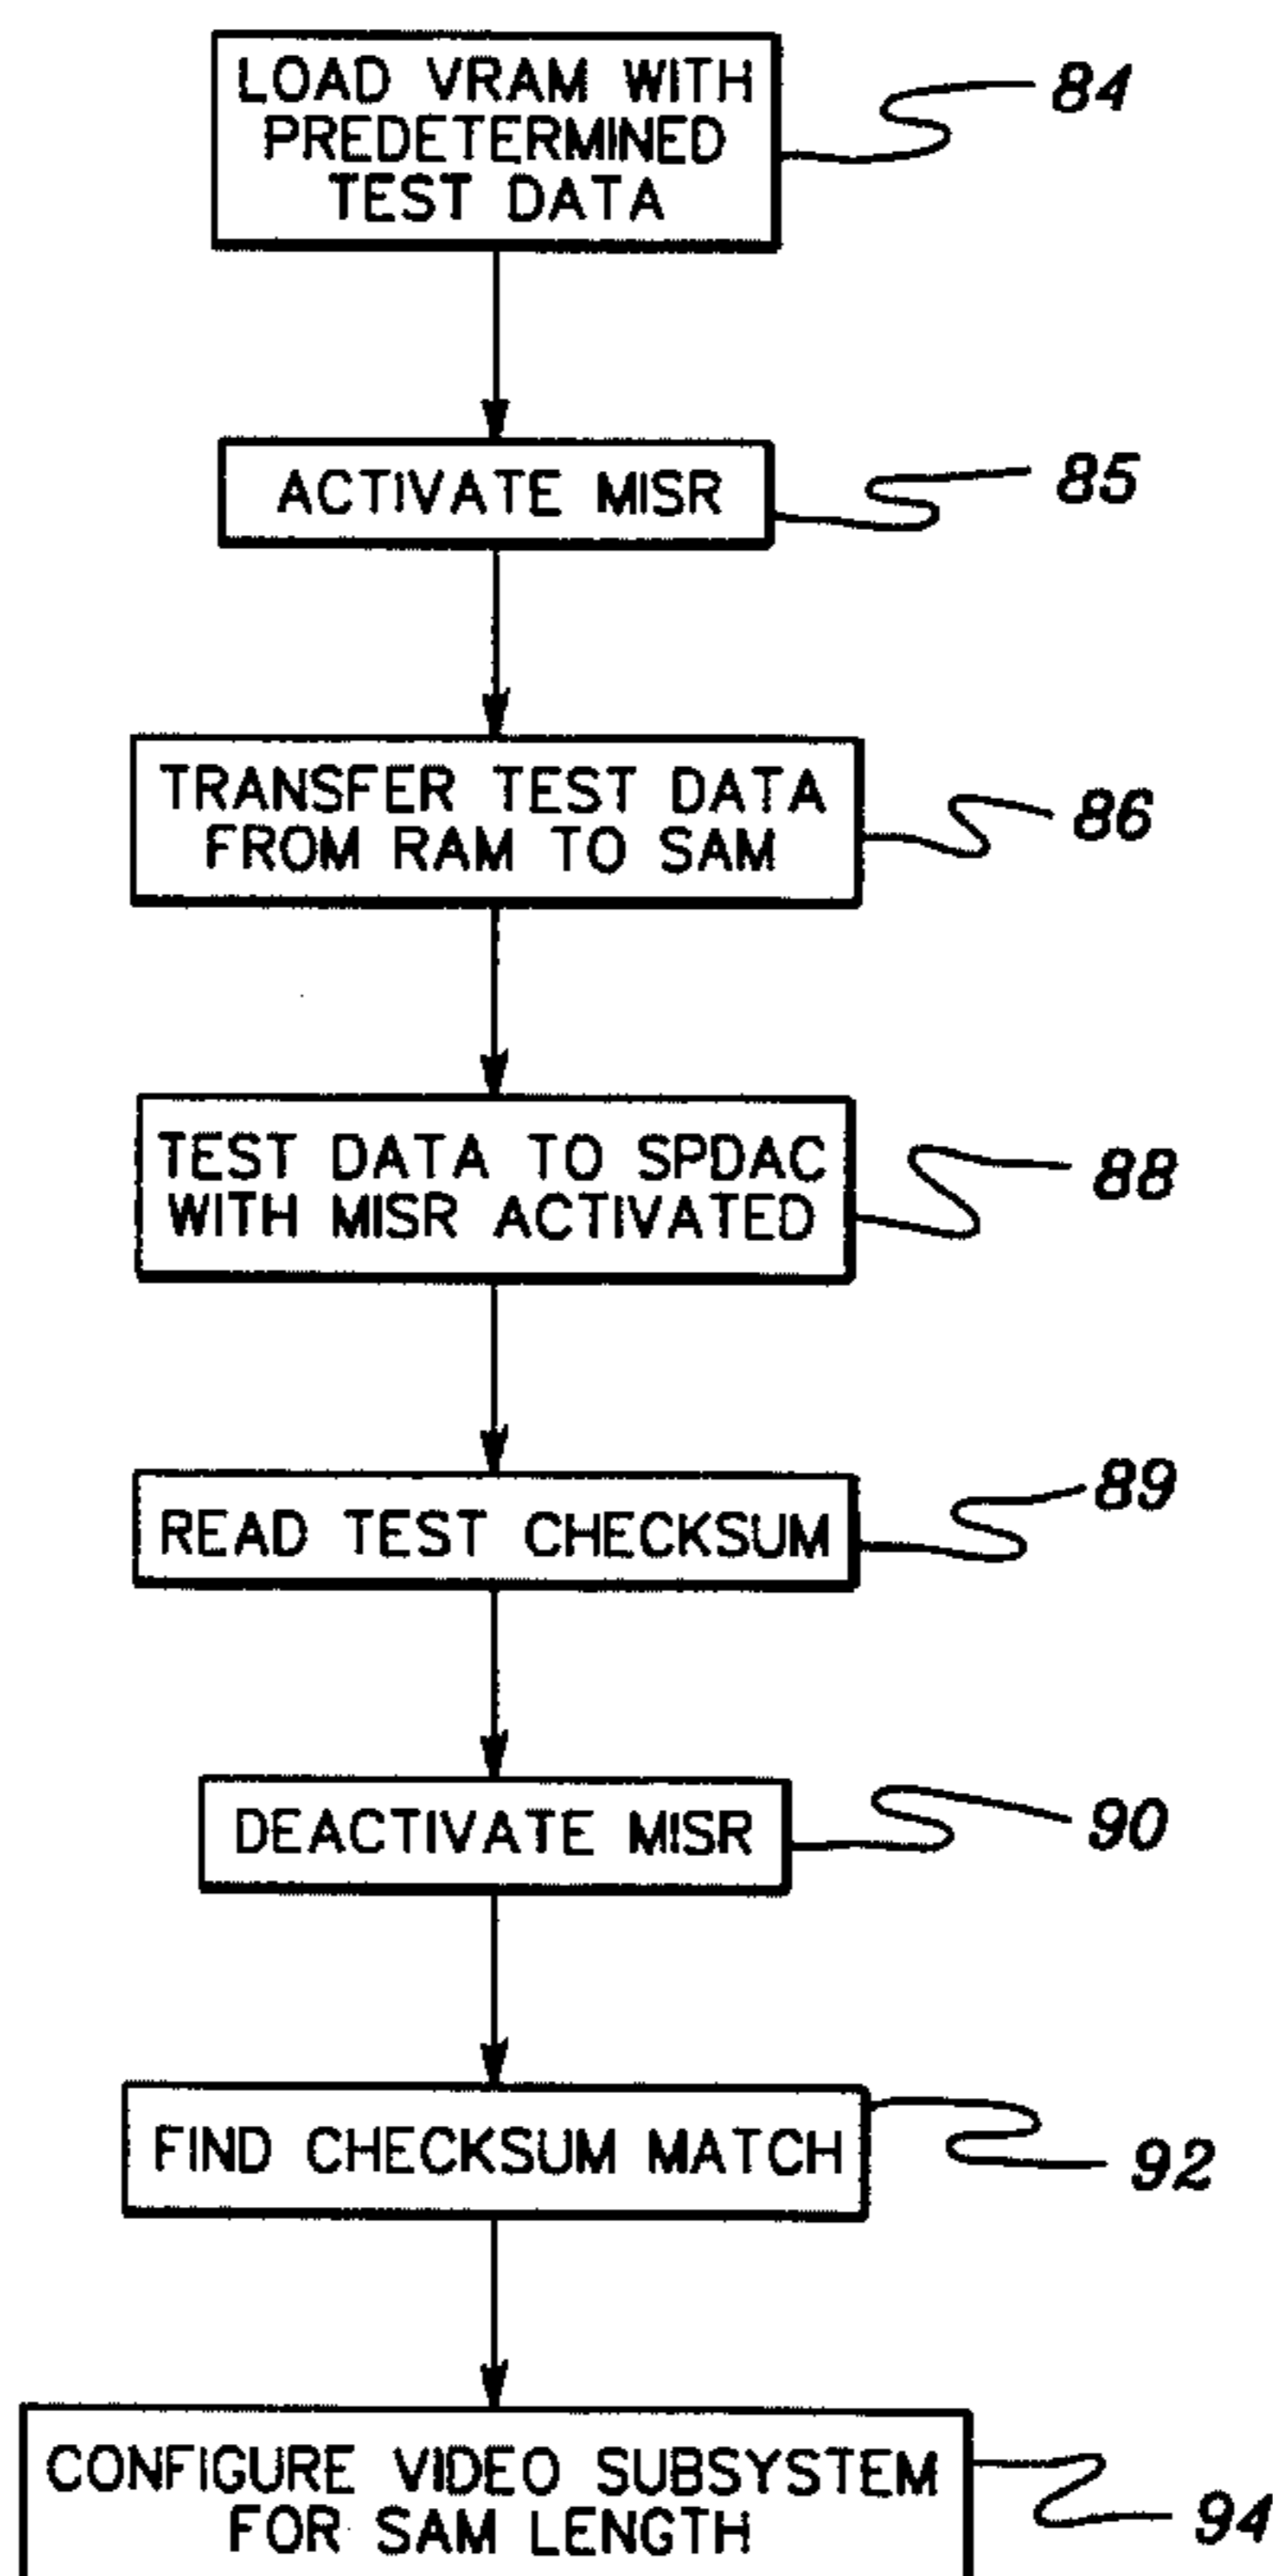 LOAD VRAM WITH
PREDETERMINED
TEST DATA
84
ACTIVATE MISR
85
TRANSFER TEST DATA
FROM RAM TO SAM
86
TEST DATA TO SPDAC
WITH MISR ACTIVATED
88
READ TEST CHECKSUM
89
DEACTIVATE MISR
90
FIND CHECKSUM MATCH
92
CONFIGURE VIDEO SUBSYSTEM
FOR SAM LENGTH
94